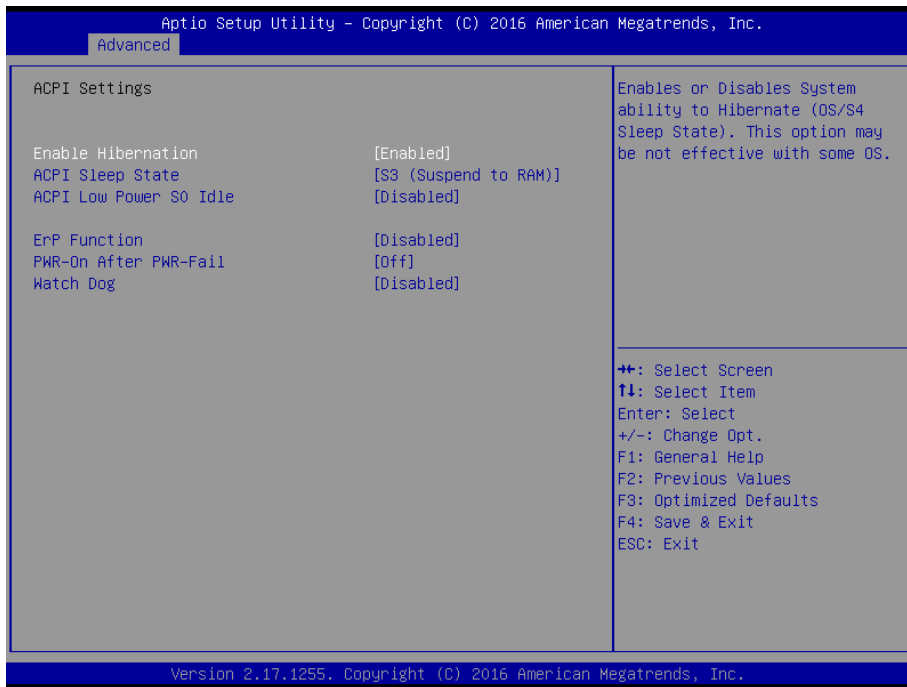 Aptio Setup Utility – Copyright (C) 2016 American Megatrends, Inc.
Advanced
ACPI Settings
Enable Hibernation [Enabled]
ACPI Sleep State [S3 (Suspend to RAM)]
ACPI Low Power S0 Idle [Disabled]
ErP Function [Disabled]
PWR-On After PWR-Fail [Off]
Watch Dog [Disabled]
Enables or Disables System
ability to Hibernate (OS/S4
Sleep State). This option may
be not effective with some OS.
→←: Select Screen
↑↓: Select Item
Enter: Select
+/-: Change Opt.
F1: General Help
F2: Previous Values
F3: Optimized Defaults
F4: Save & Exit
ESC: Exit
Version 2.17.1255. Copyright (C) 2016 American Megatrends, Inc.